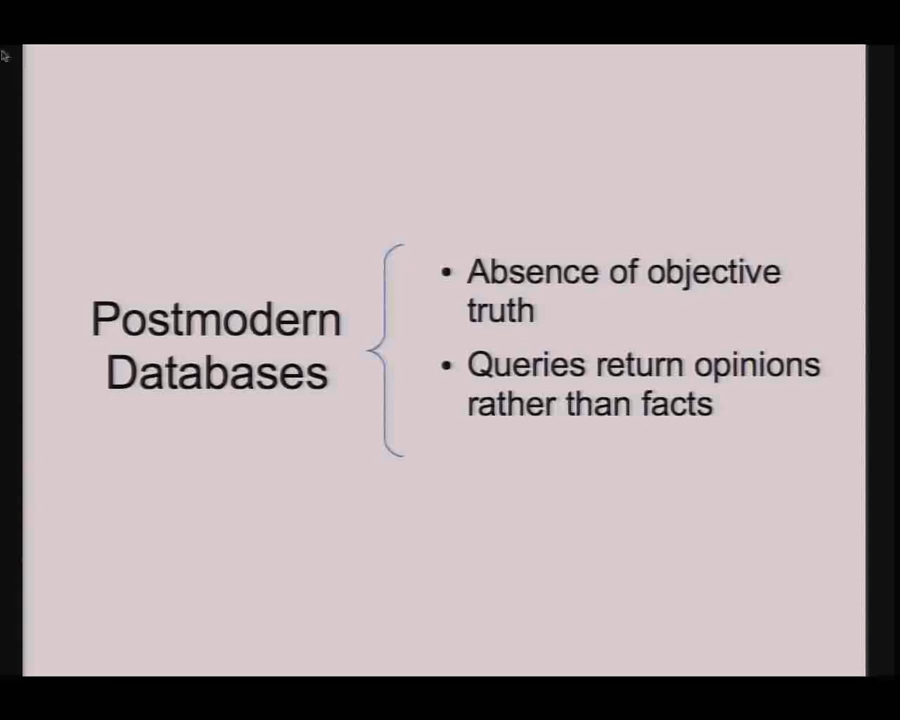 Postmodern
Databases
• Absence of objective
truth
• Queries return opinions
rather than facts